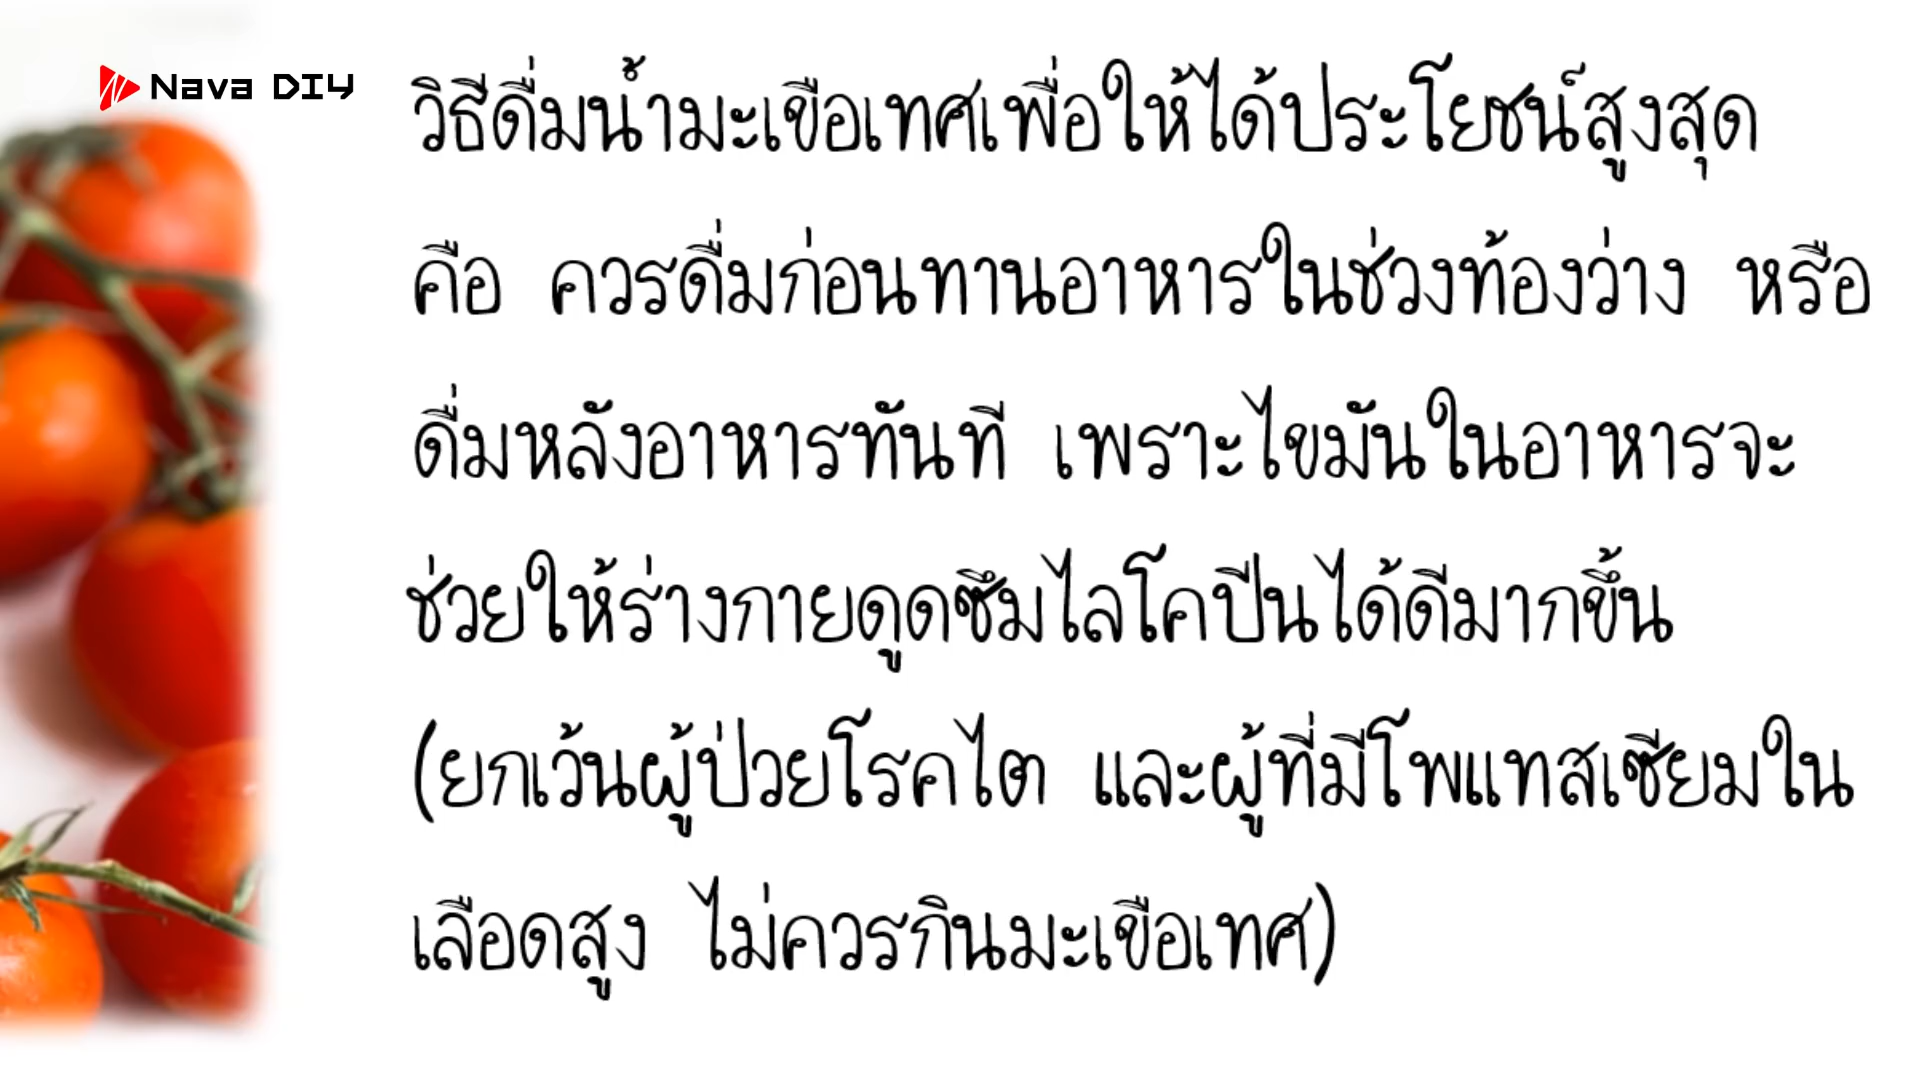 Nava DIY
วิธีดื่มน้ำมะเขือเทศเพื่อให้ได้ประโยชน์สูงสุด
คือ ควรดื่มก่อนทานอาหารในช่วงท้องว่าง หรือ
ดื่มหลังอาหารทันที เพราะไขมันในอาหารจะ
ช่วยให้ร่างกายดูดซึมไลโคปีนได้ดีมากขึ้น
(ยกเว้นผู้ป่วยโรคไต และผู้ที่มีโพแทสเซียมใน
เลือดสูง ไม่ควรกินมะเขือเทศ)